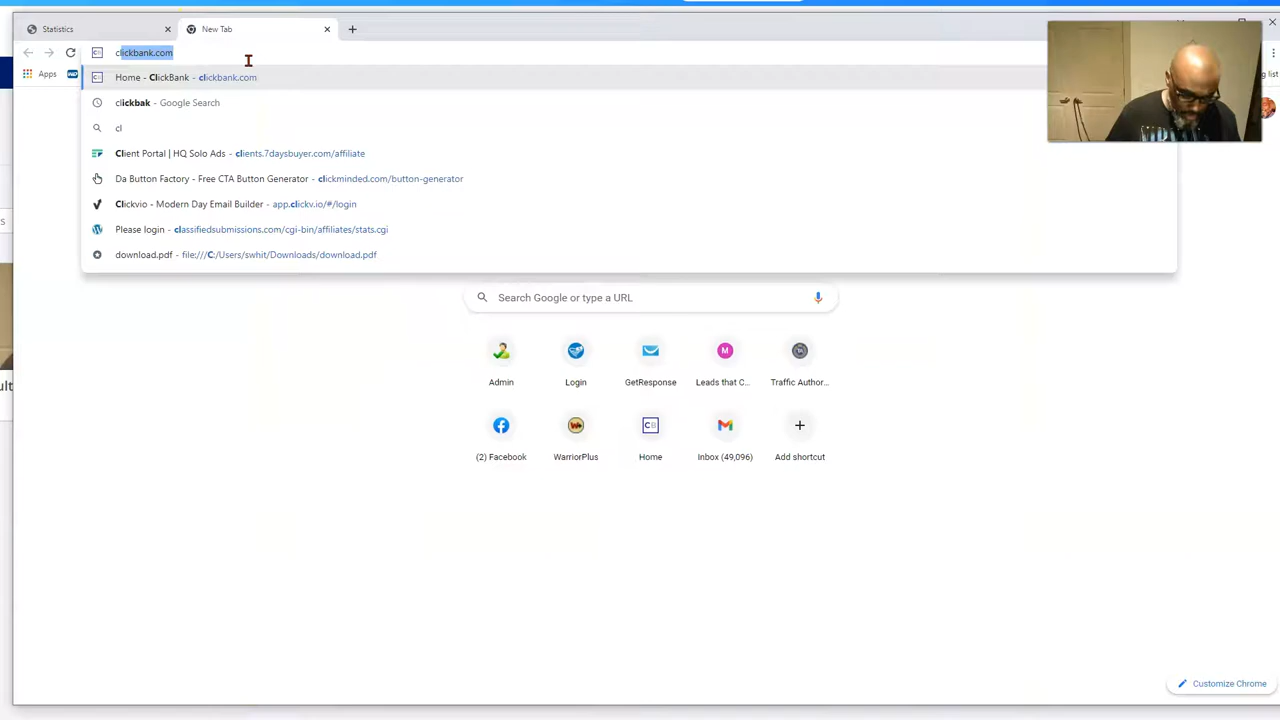 Statistics
New Tab
clickbank.com
Apps
Home - ClickBank - clickbank.com
ng list
clickbak - Google Search
cl
Client Portal | HQ Solo Ads - clients.7daysbuyer.com/affiliate
Da Button Factory - Free CTA Button Generator - clickminded.com/button-generator
Clickvio - Modern Day Email Builder - app.clickv.io/#/login
Please login - classifiedsubmissions.com/cgi-bin/affiliates/stats.cgi
download.pdf - file:///C:/Users/swhit/Downloads/download.pdf
Search Google or type a URL
Admin
Login
GetResponse
Leads that C...
Traffic Author...
ult
(2) Facebook
WarriorPlus
Home
Inbox (49,096)
Add shortcut
Customize Chrome